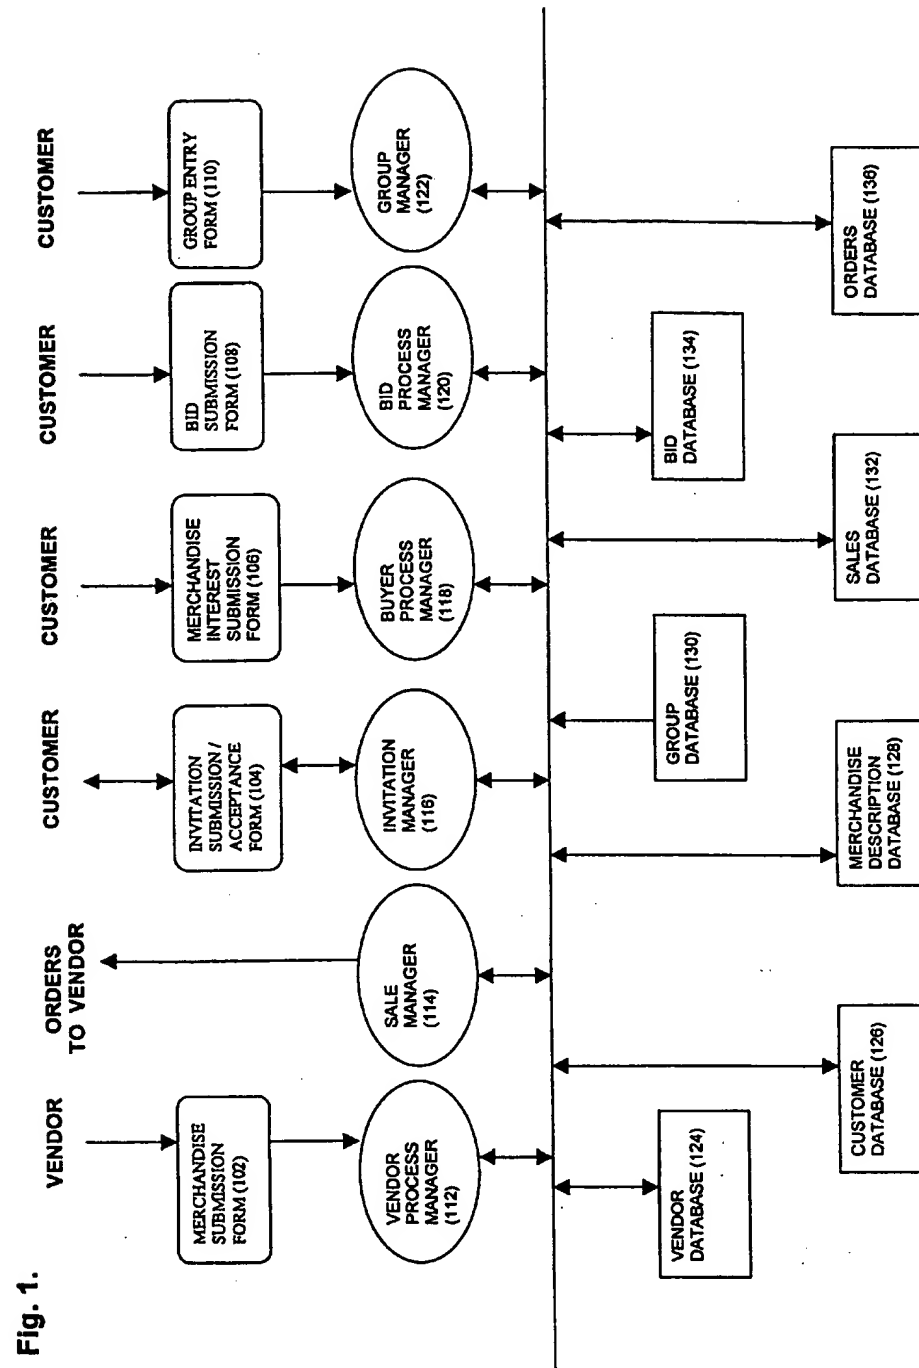 Fig. 1.
VENDOR
ORDERS
TO VENDOR
CUSTOMER
CUSTOMER
CUSTOMER
CUSTOMER
MERCHANDISE
SUBMISSION
FORM (102)
INVITATION
SUBMISSION /
ACCEPTANCE
FORM (104)
MERCHANDISE
INTEREST
SUBMISSION
FORM (106)
BID
SUBMISSION
FORM (108)
GROUP ENTRY
FORM (110)
VENDOR
PROCESS
MANAGER
(112)
SALE
MANAGER
(114)
INVITATION
MANAGER
(116)
BUYER
PROCESS
MANAGER
(118)
BID
PROCESS
MANAGER
(120)
GROUP
MANAGER
(122)
VENDOR
DATABASE (124)
GROUP
DATABASE (130)
BID
DATABASE (134)
CUSTOMER
DATABASE (126)
MERCHANDISE
DESCRIPTION
DATABASE (128)
SALES
DATABASE (132)
ORDERS
DATABASE (136)